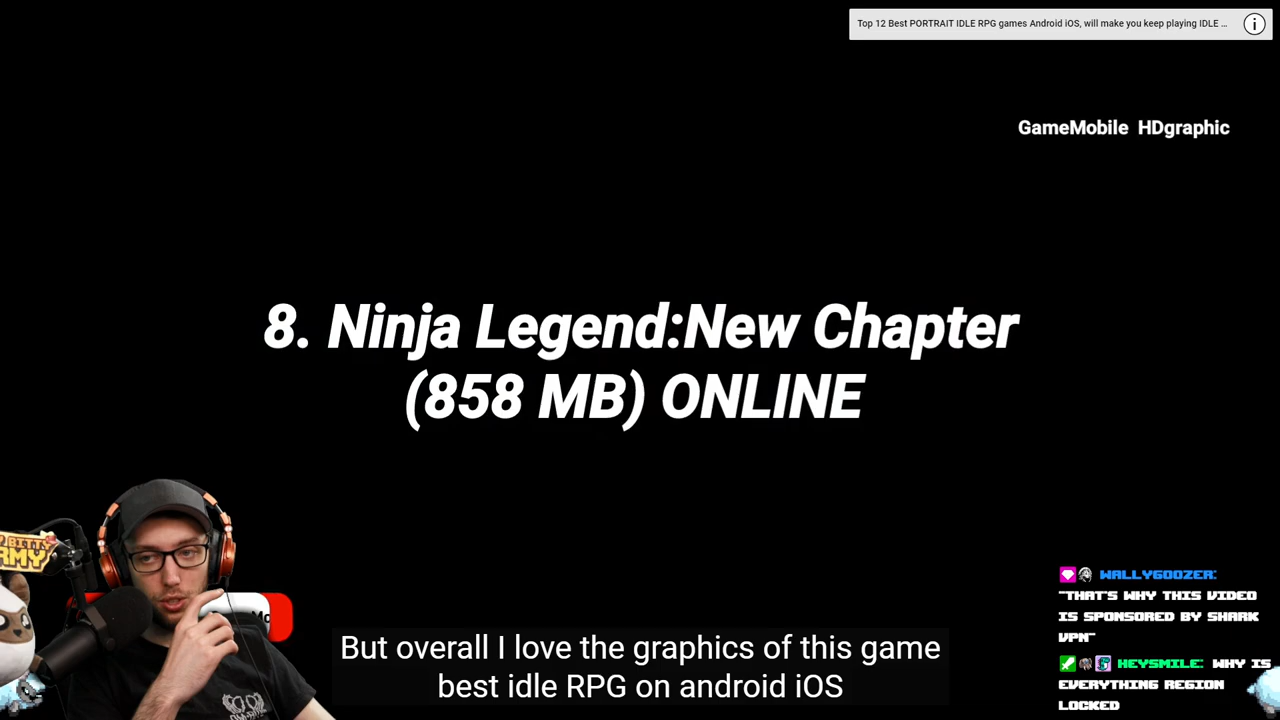 Top 12 Best PORTRAIT IDLE RPG games Android iOS, will make you keep playing IDLE ...
GameMobile HDgraphic
8. Ninja Legend:New Chapter
(858 MB) ONLINE
BITTY
WALLYGOOZER:
"THAT'S WHY THIS VIDEO
IS SPONSORED BY SHARK
VPN"
But overall I love the graphics of this game
best idle RPG on android iOS
HEYSMILE: WHY IS
EVERYTHING REGION
LOCKED